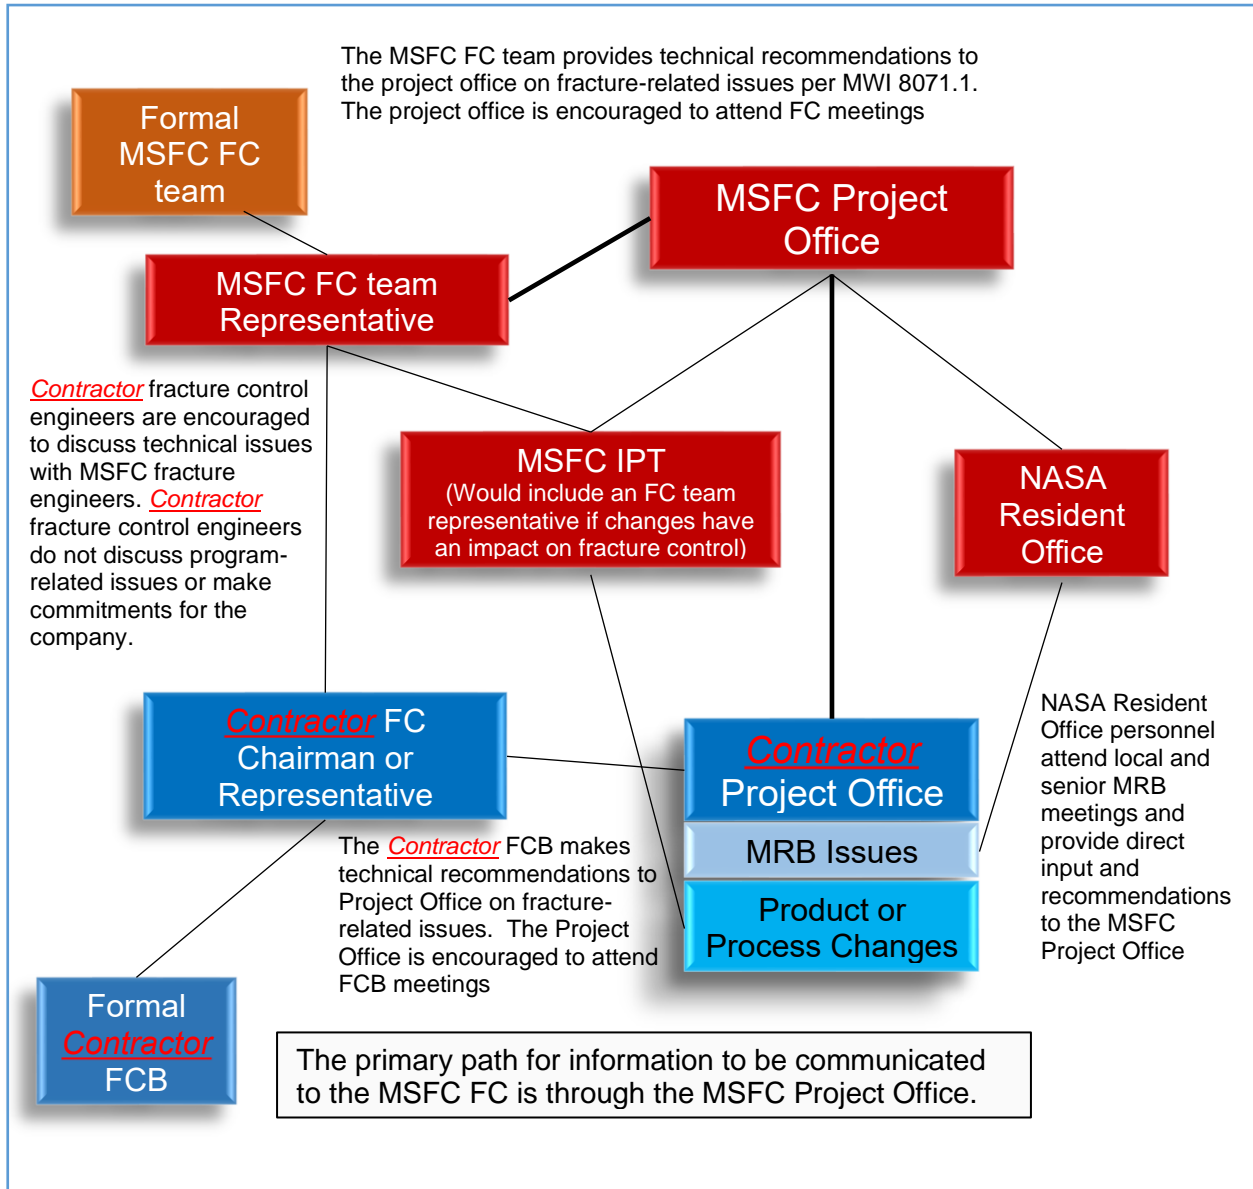 The MSFC FC team provides technical recommendations to
the project office on fracture-related issues per MWI 8071.1.
The project office is encouraged to attend FC meetings
Formal
MSFC FC
team
MSFC Project
Office
MSFC FC team
Representative
Contractor fracture control
engineers are encouraged
to discuss technical issues
with MSFC fracture
engineers. Contractor
fracture control engineers
do not discuss program-
related issues or make
commitments for the
company.
MSFC IPT
(Would include an FC team
representative if changes have
an impact on fracture control)
NASA
Resident
Office
Contractor FC
Chairman or
Representative
Contractor
Project Office
MRB Issues
Product or
Process Changes
NASA Resident
Office personnel
attend local and
senior MRB
meetings and
provide direct
input and
recommendations
to the MSFC
Project Office
The Contractor FCB makes
technical recommendations to
Project Office on fracture-
related issues.  The Project
Office is encouraged to attend
FCB meetings
Formal
Contractor
FCB
The primary path for information to be communicated
to the MSFC FC is through the MSFC Project Office.